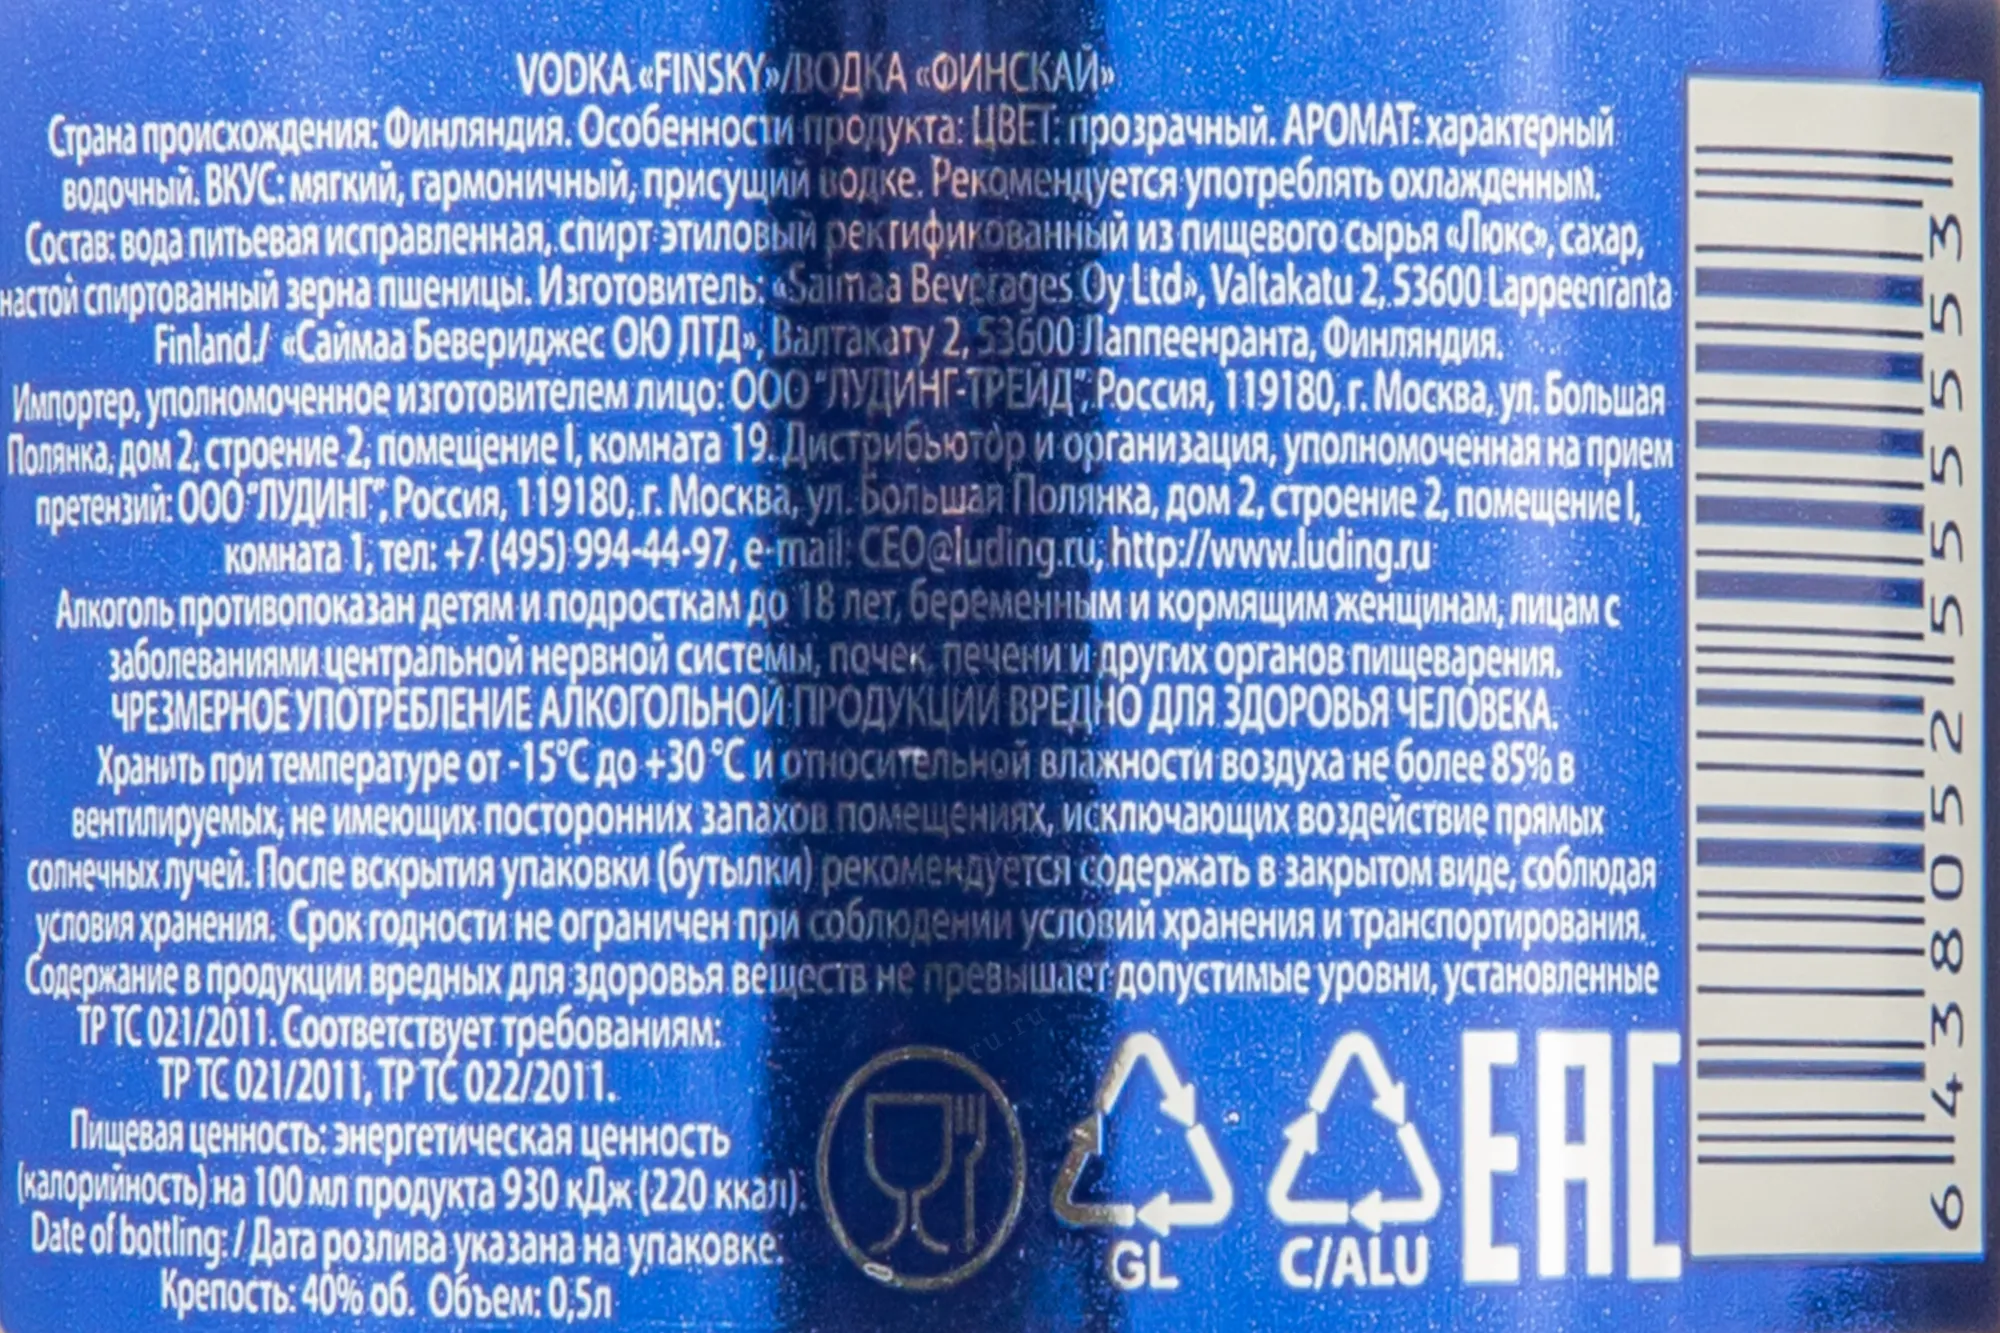 VODKA «FINSKY»/ВОДКА «ФИНСКАЙ»
Страна происхождения: Финляндия. Особенности продукта: ЦВЕТ: прозрачный. АРОМАТ: характерный
водочный. ВКУС: мягкий, гармоничный, присущий водке. Рекомендуется употреблять охлажденным.
Состав: вода питьевая исправленная, спирт этиловый ректификованный из пищевого сырья «Люкс», сахар,
настой спиртованный зерна пшеницы. Изготовитель: «Saimaa Beverages Oy Ltd», Valtakatu 2, 53600 Lappeenranta
Finland./ «Саймаа Бевериджес ОЮ ЛТД», Валтакату 2, 53600 Лаппеенранта, Финляндия.
Импортер, уполномоченное изготовителем лицо: ООО "ЛУДИНГ-ТРЕЙД", Россия, 119180, г. Москва, ул. Большая
Полянка, дом 2, строение 2, помещение I, комната 19. Дистрибьютор и организация, уполномоченная на прием
претензий: ООО "ЛУДИНГ", Россия, 119180, г. Москва, ул. Большая Полянка, дом 2, строение 2, помещение I,
комната 1, тел: +7 (495) 994-44-97, e-mail: CEO@luding.ru, http://www.luding.ru
Алкоголь противопоказан детям и подросткам до 18 лет, беременным и кормящим женщинам, лицам с
заболеваниями центральной нервной системы, почек, печени и других органов пищеварения.
ЧРЕЗМЕРНОЕ УПОТРЕБЛЕНИЕ АЛКОГОЛЬНОЙ ПРОДУКЦИИ ВРЕДНО ДЛЯ ЗДОРОВЬЯ ЧЕЛОВЕКА.
Хранить при температуре от -15°C до +30 °C и относительной влажности воздуха не более 85% в
вентилируемых, не имеющих посторонних запахов помещениях, исключающих воздействие прямых
солнечных лучей. После вскрытия упаковки (бутылки) рекомендуется содержать в закрытом виде, соблюдая
условия хранения. Срок годности не ограничен при соблюдении условий хранения и транспортирования.
Содержание в продукции вредных для здоровья веществ не превышает допустимые уровни, установленные
ТР ТС 021/2011. Соответствует требованиям:
ТР ТС 021/2011, ТР ТС 022/2011.
Пищевая ценность: энергетическая ценность
(калорийность) на 100 мл продукта 930 кДж (220 ккал).
Date of bottling: / Дата розлива указана на упаковке.
Крепость: 40% об. Объем: 0,5л
GL
C/ALU
EAC
6 438052 555553